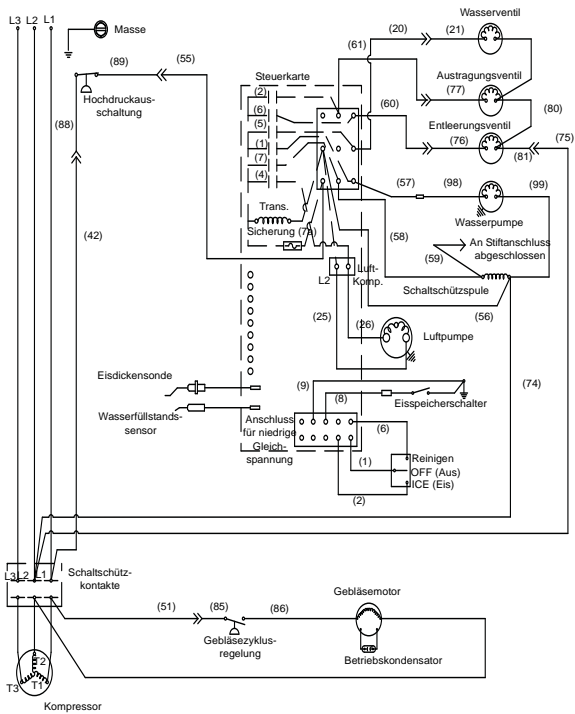 L3 L2 L1
Masse
Wasserventil
(20)
(21)
(61)
(89)
(55)
Steuerkarte
Austragungsventil
Hochdruckaus-
schaltung
(2)
(6)
(5)
(1)
(7)
(4)
(77)
(60)
(80)
Entleerungsventil
(88)
(76)
(81)
(75)
(57)
(98)
(99)
Trans.
Sicherung (7a)
Wasserpumpe
(42)
(58)
An Stiftanschluss
abgeschlossen
(59)
L2
Luft-
Komp.
Schaltschützspule
(56)
(25)
(26)
Luftpumpe
Eisdickensonde
(9)
(8)
(74)
Wasserfüllstands-
sensor
Anschluss
für niedrige
Gleich-
spannung
Eisspeicherschalter
(6)
(1)
(2)
Reinigen
OFF (Aus)
ICE (Eis)
L3 L2 L1
Schaltschütz-
kontakte
Gebläsemotor
(51)
(85)
(86)
Gebläsezyklus-
regelung
Betriebskondensator
T2
T3
T1
Kompressor